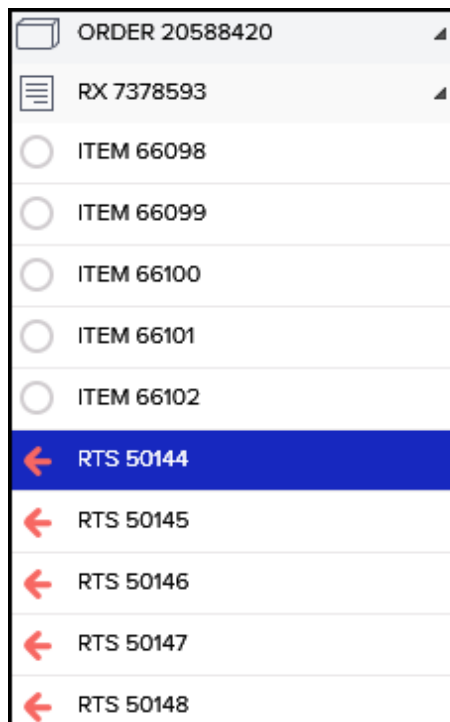 ORDER 20588420
RX 7378593
ITEM 66098
ITEM 66099
ITEM 66100
ITEM 66101
ITEM 66102
RTS 50144
RTS 50145
RTS 50146
RTS 50147
RTS 50148